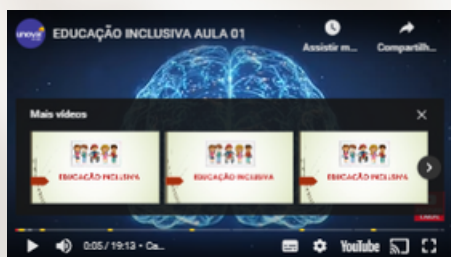 unova
EDUCAÇÃO INCLUSIVA AULA 01
Assistir m...
Compartilh...
Mais vídeos
EDUCAÇÃO INCLUSIVA
EDUCAÇÃO INCLUSIVA
EDUCAÇÃO INCLUSIVA
0:05 / 19:13 • Ca...
YouTube